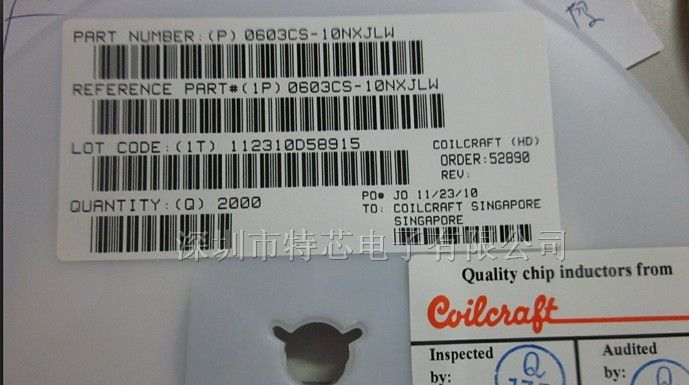 PART NUMBER:(P) 0603CS-10NXJLW
REFERENCE PART#(1P) 0603CS-10NXJLW
LOT CODE:(1T) 112310D58915
COILCRAFT (HD)
ORDER:52890
REV:
QUANTITY:(Q) 2000
PO# JO 11/23/10
TO: COILCRAFT SINGAPORE
SINGAPORE
深圳市特芯电子有限公司
Quality chip inductors from
Coilcraft
Inspected by:
Q
Audited by:
Q